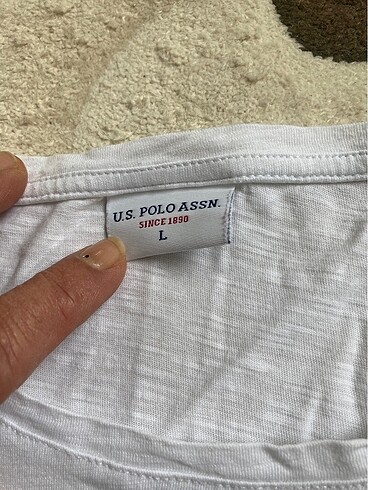 U.S. POLO ASSN.
SINCE 1890
L